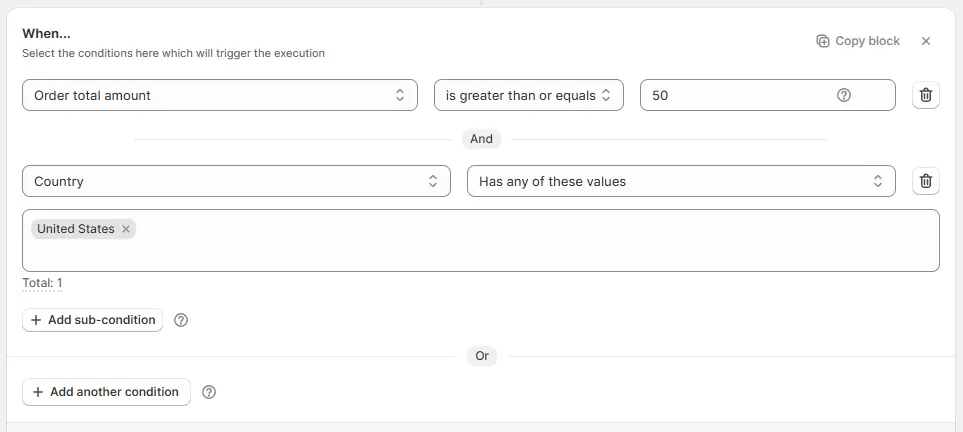 When...
Select the conditions here which will trigger the execution
Copy block
Order total amount
is greater than or equals
50
And
Country
Has any of these values
United States
Total: 1
Add sub-condition
Or
Add another condition